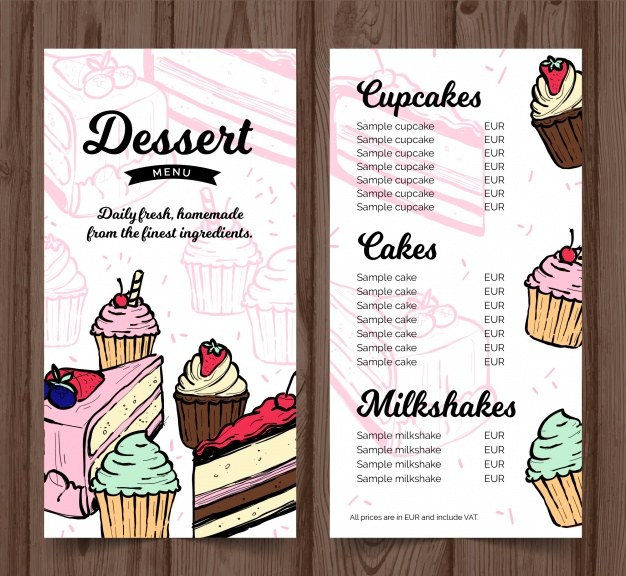 Dessert
MENU
Daily fresh, homemade
from the finest ingredients.
Cupcakes
Sample cupcake EUR
Sample cupcake EUR
Sample cupcake EUR
Sample cupcake EUR
Sample cupcake EUR
Sample cupcake EUR
Sample cupcake EUR
Cakes
Sample cake EUR
Sample cake EUR
Sample cake EUR
Sample cake EUR
Sample cake EUR
Sample cake EUR
Sample cake EUR
Milkshakes
Sample milkshake EUR
Sample milkshake EUR
Sample milkshake EUR
Sample milkshake EUR
All prices are in EUR and include VAT.